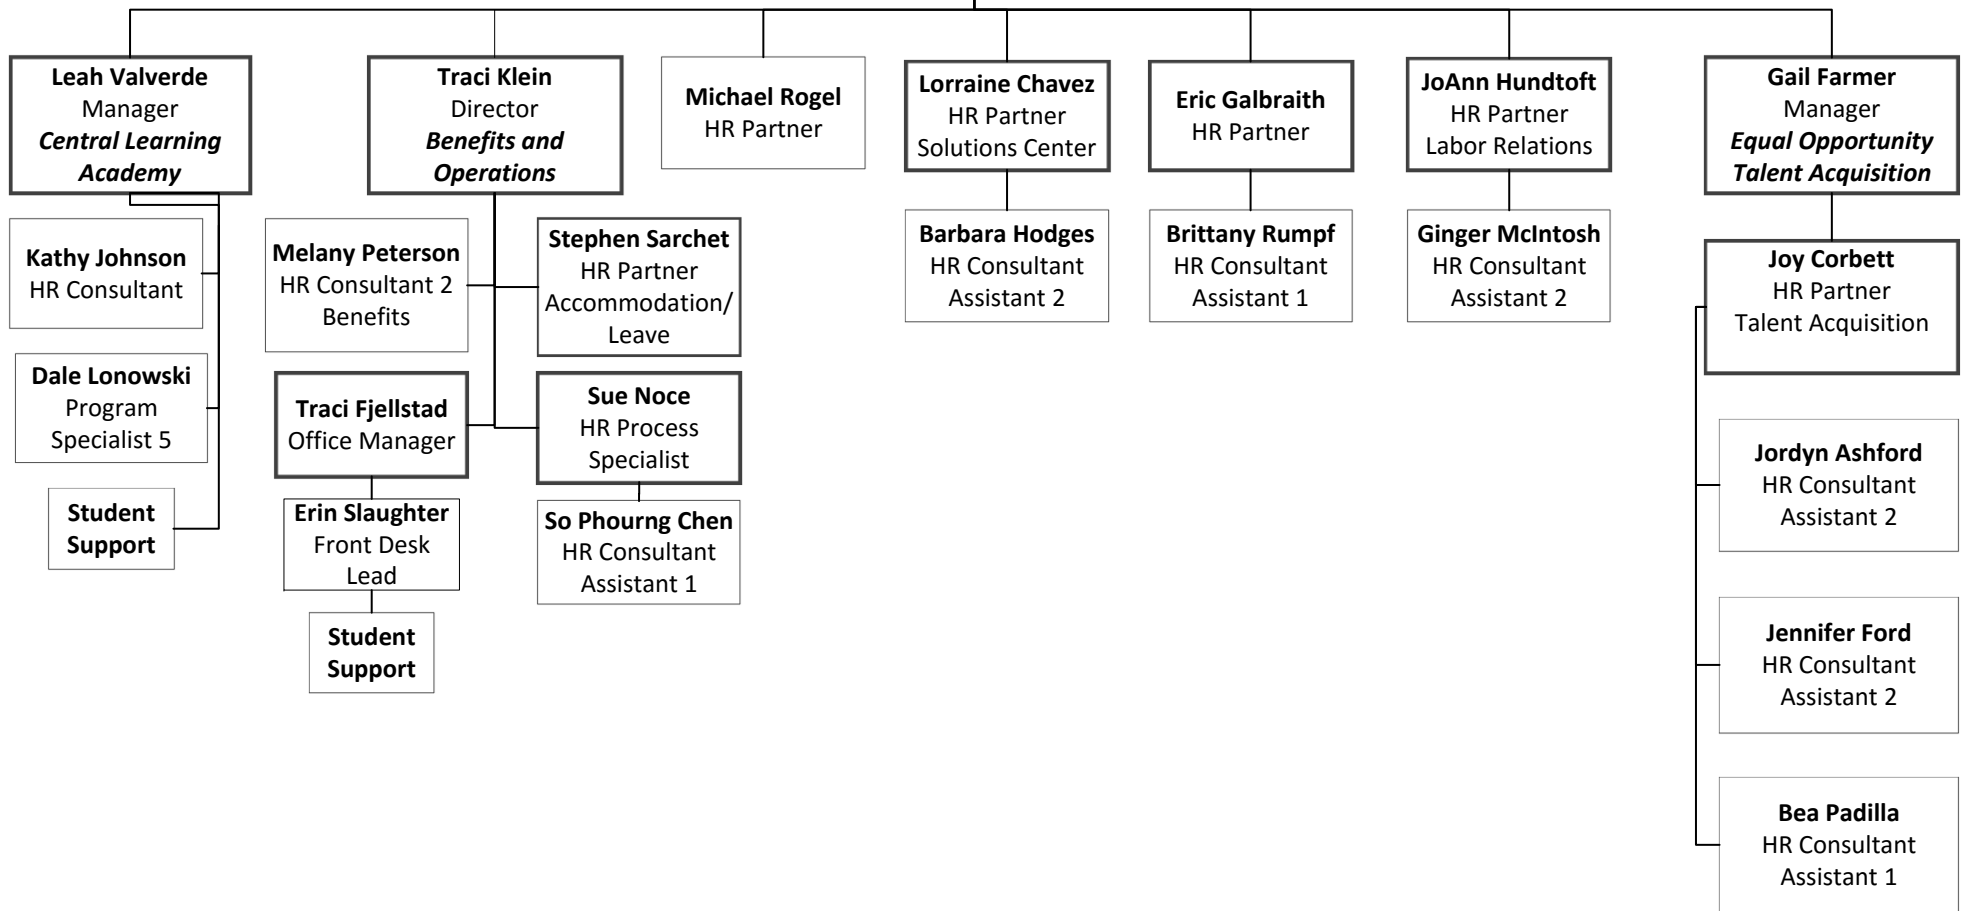 Leah Valverde
Manager
Central Learning
Academy
Kathy Johnson
HR Consultant
Dale Lonowski
Program
Specialist 5
Student
Support
Traci Klein
Director
Benefits and
Operations
Melany Peterson
HR Consultant 2
Benefits
Stephen Sarchet
HR Partner
Accommodation/
Leave
Traci Fjellstad
Office Manager
Erin Slaughter
Front Desk
Lead
Student
Support
Sue Noce
HR Process
Specialist
So Phourng Chen
HR Consultant
Assistant 1
Michael Rogel
HR Partner
Lorraine Chavez
HR Partner
Solutions Center
Barbara Hodges
HR Consultant
Assistant 2
Eric Galbraith
HR Partner
Brittany Rumpf
HR Consultant
Assistant 1
JoAnn Hundtoft
HR Partner
Labor Relations
Ginger McIntosh
HR Consultant
Assistant 2
Gail Farmer
Manager
Equal Opportunity
Talent Acquisition
Joy Corbett
HR Partner
Talent Acquisition
Jordyn Ashford
HR Consultant
Assistant 2
Jennifer Ford
HR Consultant
Assistant 2
Bea Padilla
HR Consultant
Assistant 1